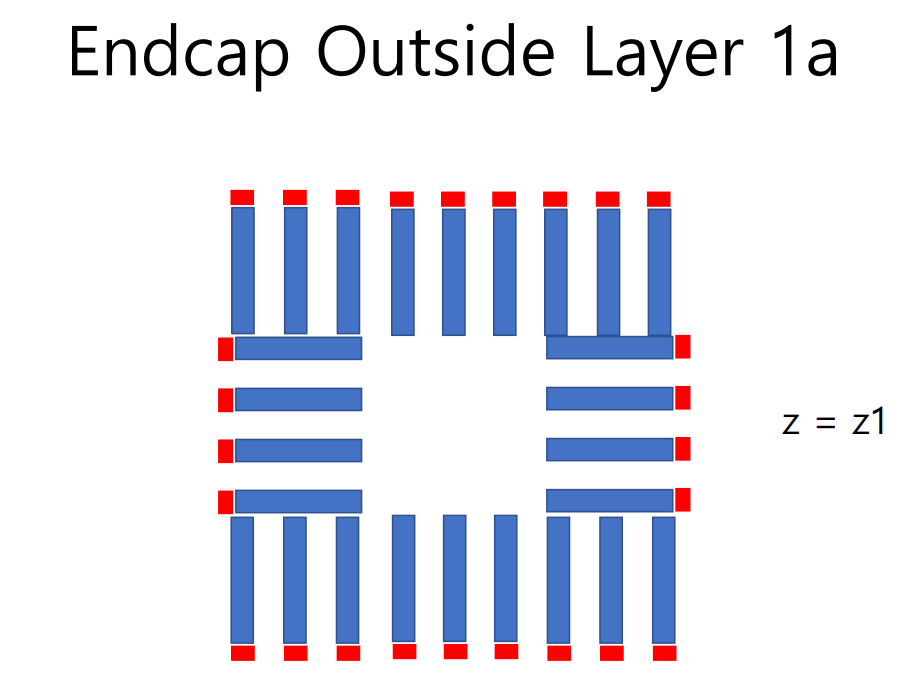 Endcap Outside Layer 1a
z = z1